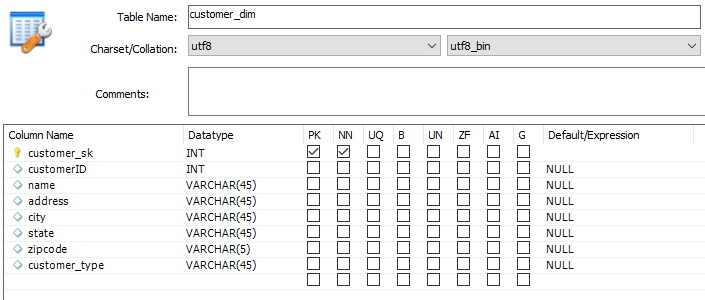 Table Name: customer_dim
Charset/Collation: utf8 utf8_bin
Comments:
Column Name Datatype PK NN UQ B UN ZF AI G Default/Expression
customer_sk INT
customerID INT NULL
name VARCHAR(45) NULL
address VARCHAR(45) NULL
city VARCHAR(45) NULL
state VARCHAR(45) NULL
zipcode VARCHAR(5) NULL
customer_type VARCHAR(45) NULL